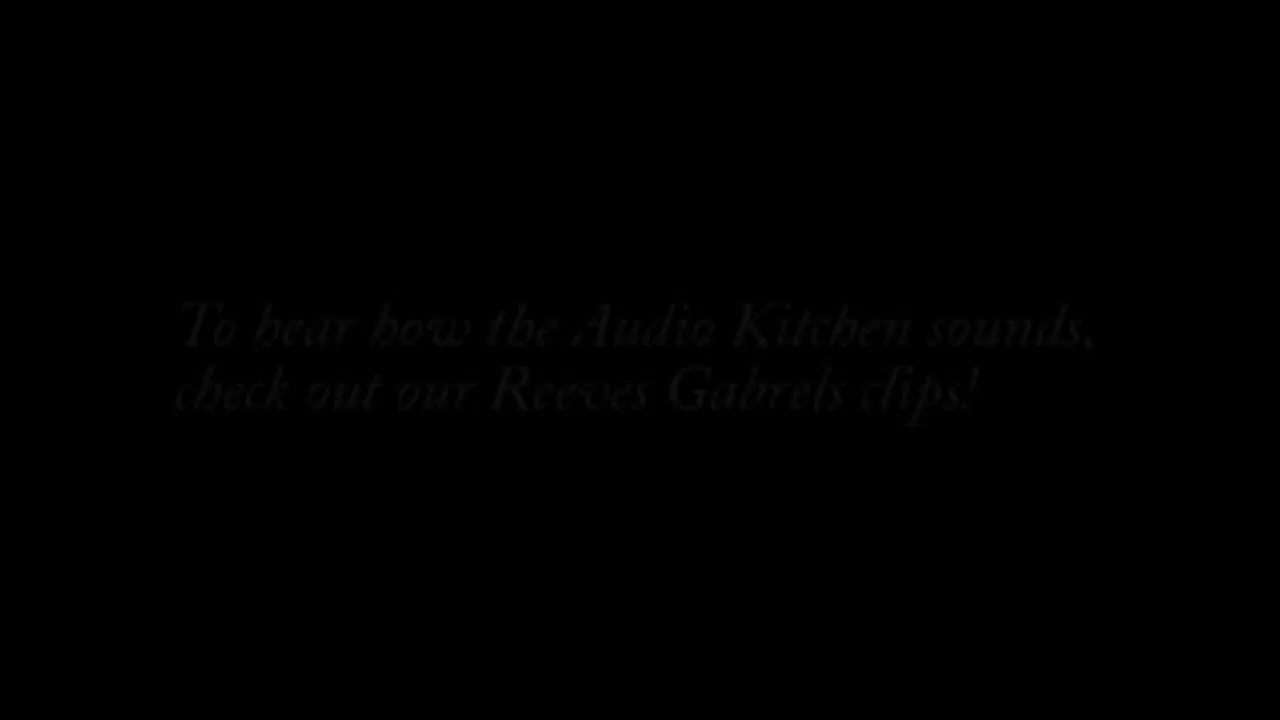 To hear how the Audio Kitchen sounds,
check out our Reeves Gabrels clips!